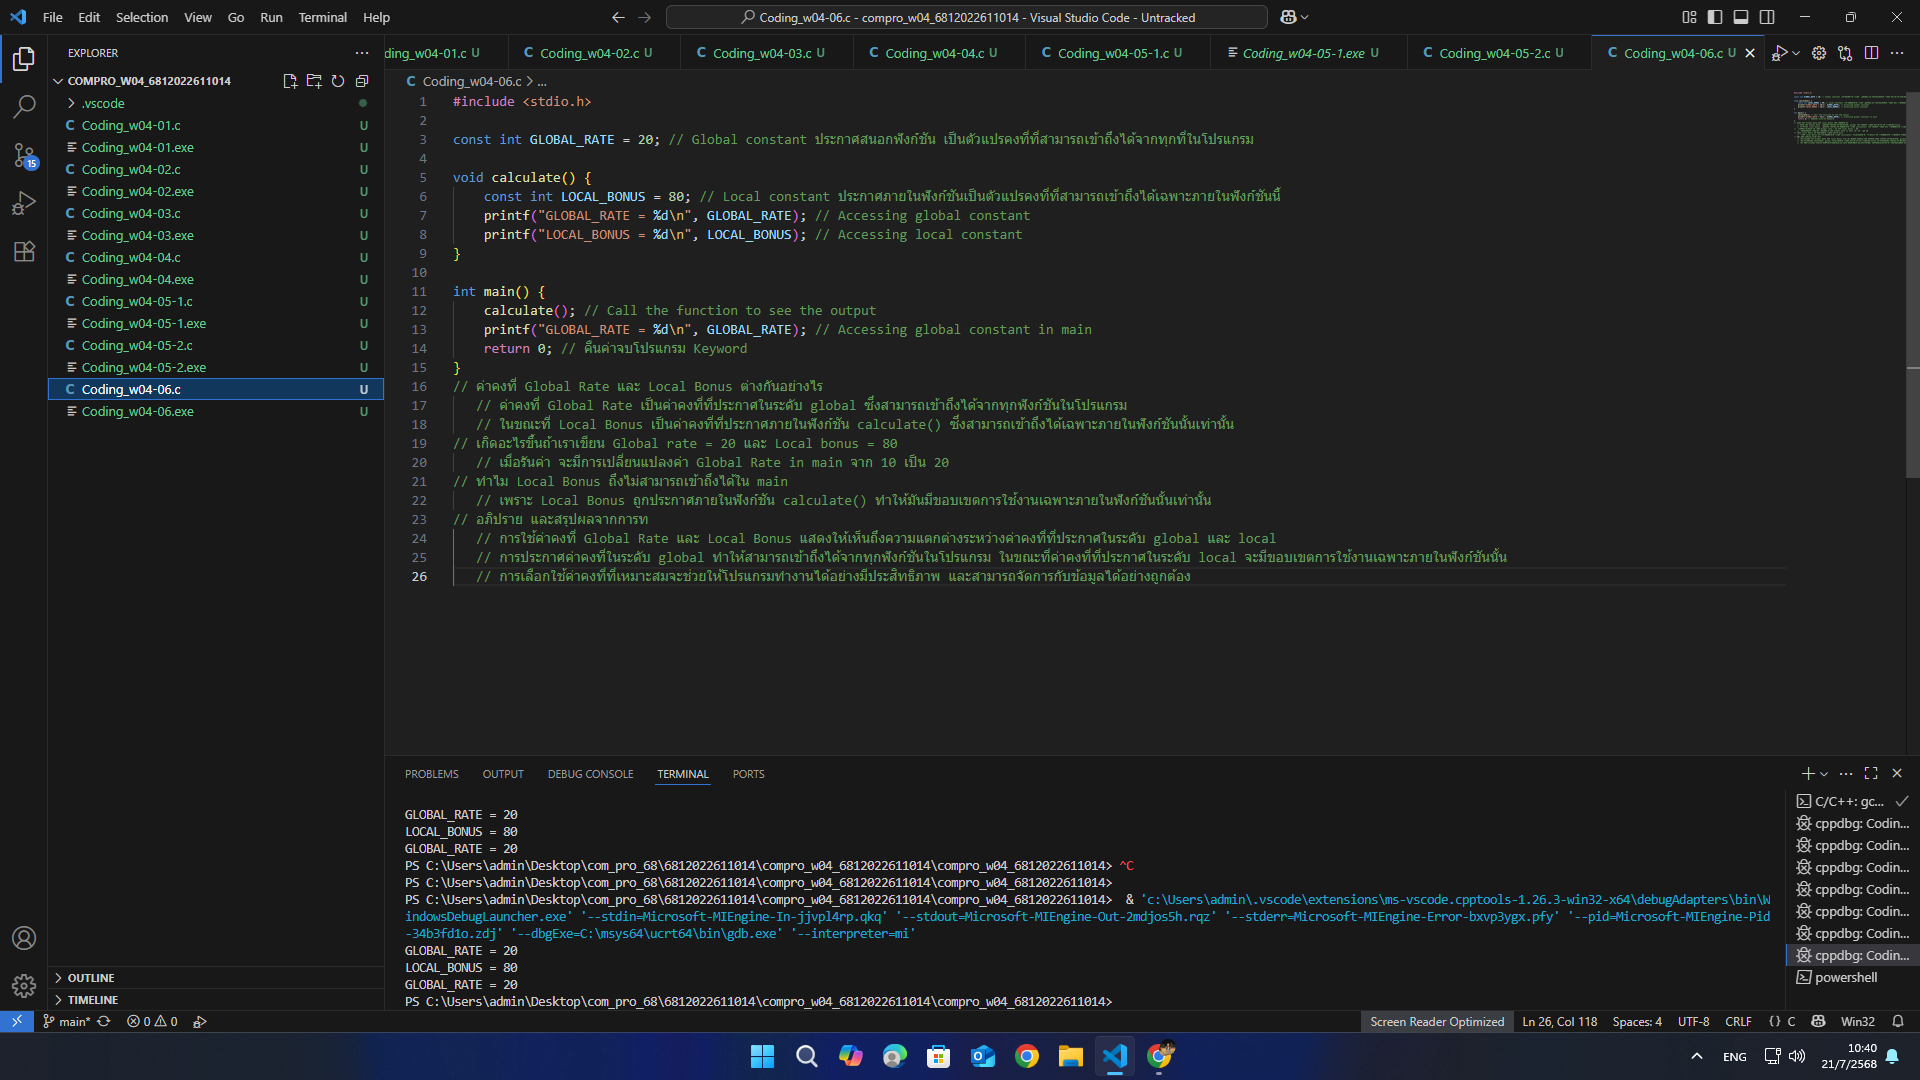 File Edit Selection View Go Run Terminal Help
Coding_w04-06.c - compro_w04_6812022611014 - Visual Studio Code - Untracked
EXPLORER
COMPRO_W04_6812022611014
.vscode
C Coding_w04-01.c U
Coding_w04-01.exe U
C Coding_w04-02.c U
Coding_w04-02.exe U
C Coding_w04-03.c U
Coding_w04-03.exe U
C Coding_w04-04.c U
Coding_w04-04.exe U
C Coding_w04-05-1.c U
Coding_w04-05-1.exe U
C Coding_w04-05-2.c U
Coding_w04-05-2.exe U
C Coding_w04-06.c U
Coding_w04-06.exe U
15
OUTLINE
TIMELINE
ding_w04-01.c U C Coding_w04-02.c U C Coding_w04-03.c U C Coding_w04-04.c U C Coding_w04-05-1.c U Coding_w04-05-1.exe U C Coding_w04-05-2.c U C Coding_w04-06.c U
C Coding_w04-06.c > ...
1 #include <stdio.h>
2
3 const int GLOBAL_RATE = 20; // Global constant ประกาศสนอกฟังก์ชัน เป็นตัวแปรคงที่ที่สามารถเข้าถึงได้จากทุกที่ในโปรแกรม
4
5 void calculate() {
6 const int LOCAL_BONUS = 80; // Local constant ประกาศภายในฟังก์ชันเป็นตัวแปรคงที่ที่สามารถเข้าถึงได้เฉพาะภายในฟังก์ชันนี้
7 printf("GLOBAL_RATE = %d\n", GLOBAL_RATE); // Accessing global constant
8 printf("LOCAL_BONUS = %d\n", LOCAL_BONUS); // Accessing local constant
9 }
10
11 int main() {
12 calculate(); // Call the function to see the output
13 printf("GLOBAL_RATE = %d\n", GLOBAL_RATE); // Accessing global constant in main
14 return 0; // คืนค่าจบโปรแกรม Keyword
15 }
16 // ค่าคงที่ Global Rate และ Local Bonus ต่างกันอย่างไร
17 // ค่าคงที่ Global Rate เป็นค่าคงที่ที่ประกาศในระดับ global ซึ่งสามารถเข้าถึงได้จากทุกฟังก์ชันในโปรแกรม
18 // ในขณะที่ Local Bonus เป็นค่าคงที่ที่ประกาศภายในฟังก์ชัน calculate() ซึ่งสามารถเข้าถึงได้เฉพาะภายในฟังก์ชันนั้นเท่านั้น
19 // เกิดอะไรขึ้นถ้าเราเขียน Global rate = 20 และ Local bonus = 80
20 // เมื่อรันค่า จะมีการเปลี่ยนแปลงค่า Global Rate in main จาก 10 เป็น 20
21 // ทำไม Local Bonus ถึงไม่สามารถเข้าถึงได้ใน main
22 // เพราะ Local Bonus ถูกประกาศภายในฟังก์ชัน calculate() ทำให้มันมีขอบเขตการใช้งานเฉพาะภายในฟังก์ชันนั้นเท่านั้น
23 // อภิปราย และสรุปผลจากการท
24 // การใช้ค่าคงที่ Global Rate และ Local Bonus แสดงให้เห็นถึงความแตกต่างระหว่างค่าคงที่ที่ประกาศในระดับ global และ local
25 // การประกาศค่าคงที่ในระดับ global ทำให้สามารถเข้าถึงได้จากทุกฟังก์ชันในโปรแกรม ในขณะที่ค่าคงที่ที่ประกาศในระดับ local จะมีขอบเขตการใช้งานเฉพาะภายในฟังก์ชันนั้น
26 // การเลือกใช้ค่าคงที่ที่เหมาะสมจะช่วยให้โปรแกรมทำงานได้อย่างมีประสิทธิภาพ และสามารถจัดการกับข้อมูลได้อย่างถูกต้อง
PROBLEMS OUTPUT DEBUG CONSOLE TERMINAL PORTS
GLOBAL_RATE = 20
LOCAL_BONUS = 80
GLOBAL_RATE = 20
PS C:\Users\admin\Desktop\com_pro_68\6812022611014\compro_w04_6812022611014\compro_w04_6812022611014> ^C
PS C:\Users\admin\Desktop\com_pro_68\6812022611014\compro_w04_6812022611014\compro_w04_6812022611014>
PS C:\Users\admin\Desktop\com_pro_68\6812022611014\compro_w04_6812022611014\compro_w04_6812022611014> & 'c:\Users\admin\.vscode\extensions\ms-vscode.cpptools-1.26.3-win32-x64\debugAdapters\bin\W
indowsDebugLauncher.exe' '--stdin=Microsoft-MIEngine-In-jjvpl4rp.qkq' '--stdout=Microsoft-MIEngine-Out-2mdjos5h.rqz' '--stderr=Microsoft-MIEngine-Error-bxvp3ygx.pfy' '--pid=Microsoft-MIEngine-Pid
-34b3fd1o.zdj' '--dbgExe=C:\msys64\ucrt64\bin\gdb.exe' '--interpreter=mi'
GLOBAL_RATE = 20
LOCAL_BONUS = 80
GLOBAL_RATE = 20
PS C:\Users\admin\Desktop\com_pro_68\6812022611014\compro_w04_6812022611014\compro_w04_6812022611014>
C/C++: gc...
cppdbg: Codin...
cppdbg: Codin...
cppdbg: Codin...
cppdbg: Codin...
cppdbg: Codin...
cppdbg: Codin...
cppdbg: Codin...
powershell
main* 0 0 Screen Reader Optimized Ln 26, Col 118 Spaces: 4 UTF-8 CRLF {} C Win32
ENG 10:40
21/7/2568